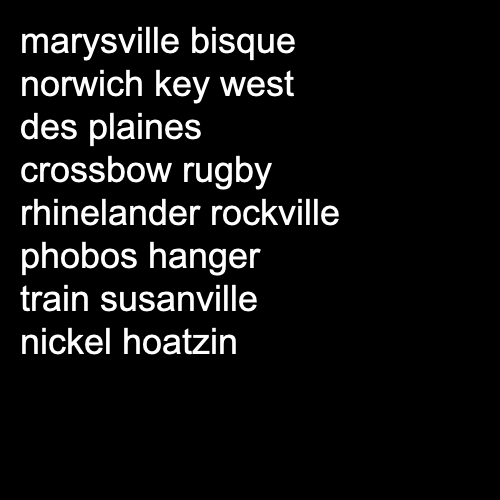 marysville bisque
norwich key west
des plaines
crossbow rugby
rhinelander rockville
phobos hanger
train susanville
nickel hoatzin